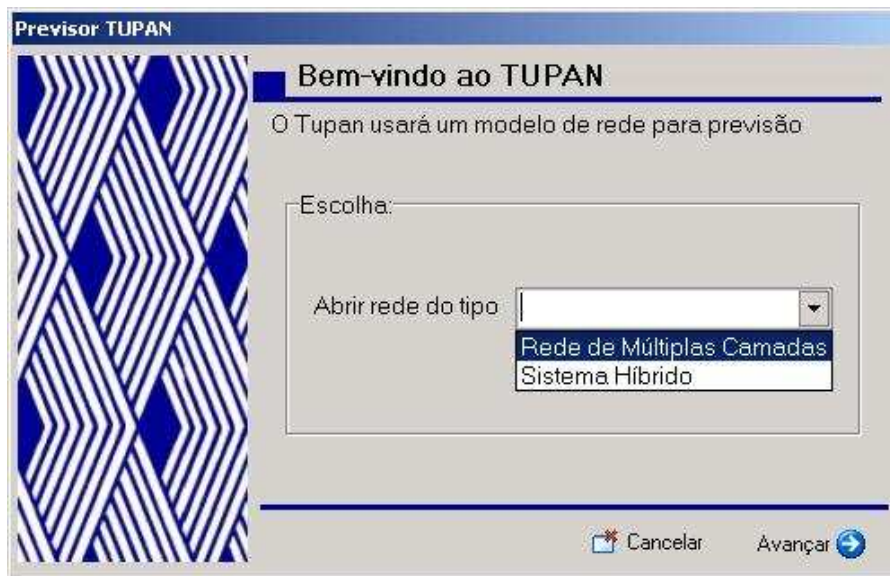 Previsor TUPAN
Bem-vindo ao TUPAN
O Tupan usará um modelo de rede para previsão
Escolha:
Abrir rede do tipo
Rede de Múltiplas Camadas
Sistema Híbrido
Cancelar
Avançar